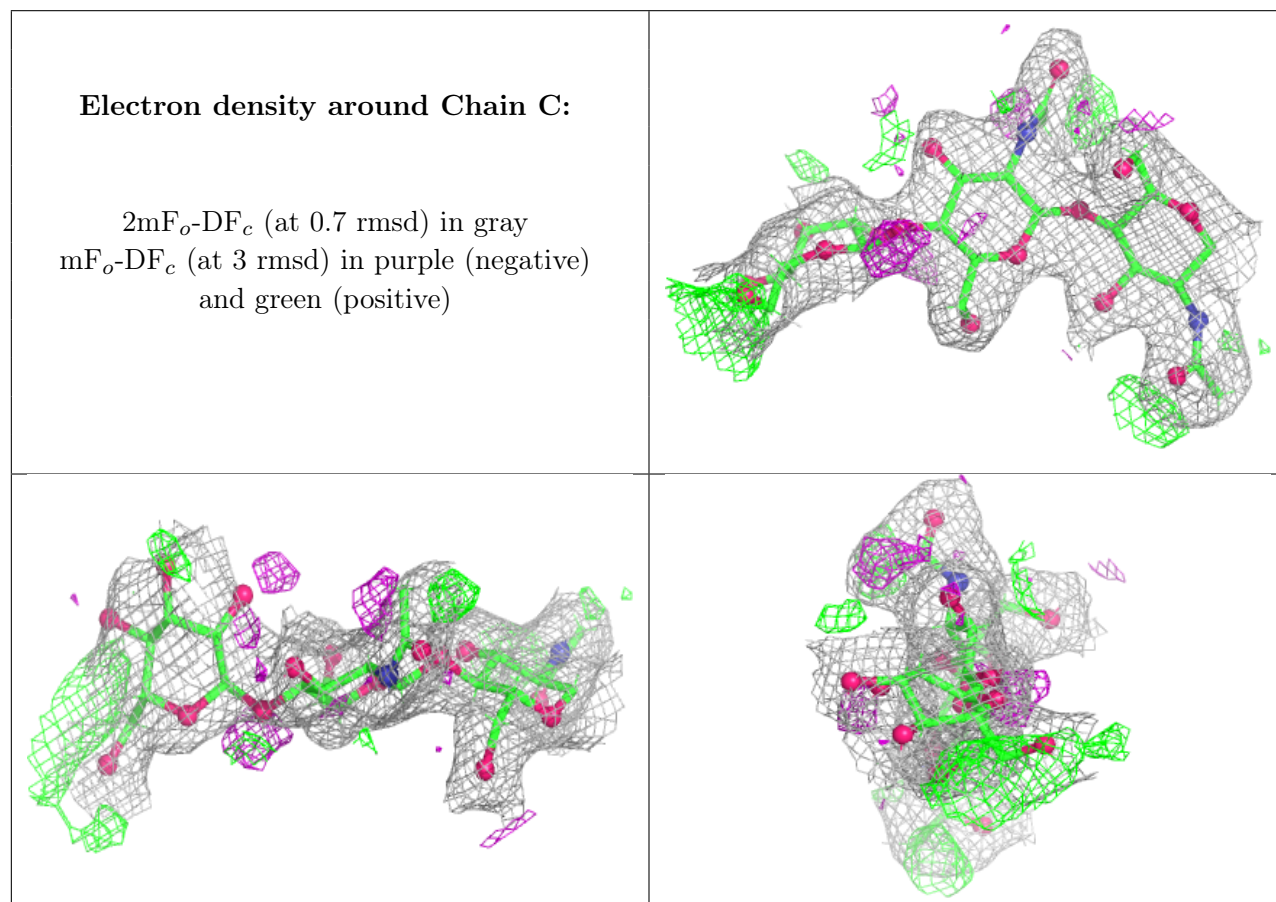 Electron density around Chain C:
2mFo-DFc (at 0.7 rmsd) in gray
mFo-DFc (at 3 rmsd) in purple (negative)
and green (positive)